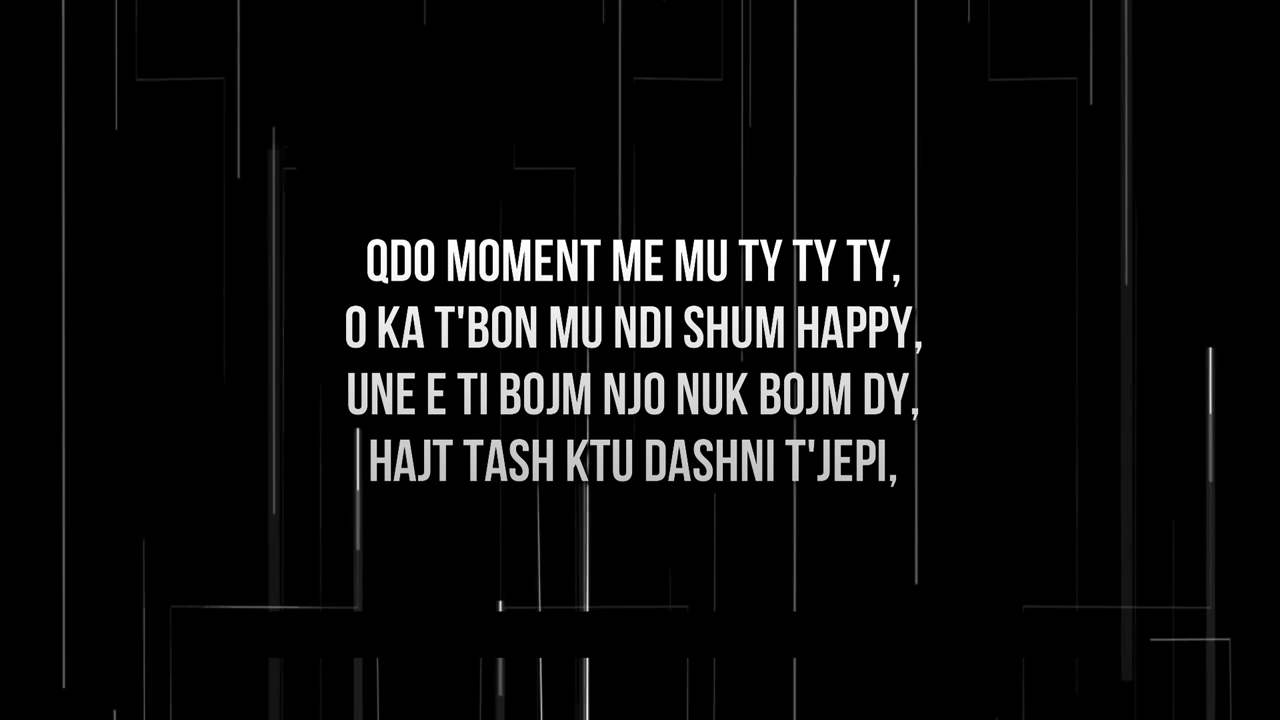 QDO MOMENT ME MU TY TY TY,
O KA T'BON MU NDI SHUM HAPPY,
UNE E TI BOJM NJO NUK BOJM DY,
HAJT TASH KTU DASHNI T'JEPI,